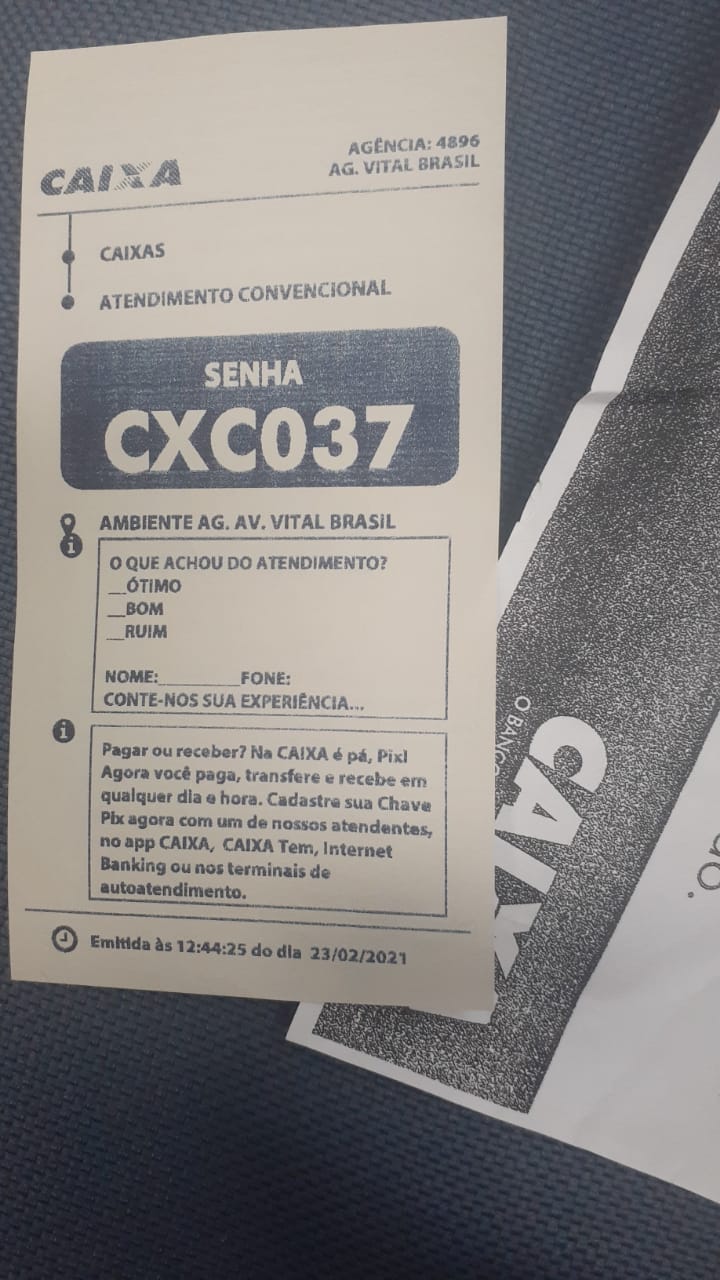 CAIXA
AGÊNCIA: 4896
AG. VITAL BRASIL
CAIXAS
ATENDIMENTO CONVENCIONAL
SENHA
CXC037
AMBIENTE AG. AV. VITAL BRASIL
O QUE ACHOU DO ATENDIMENTO?
__ÓTIMO
__BOM
__RUIM
NOME:________FONE:
CONTE-NOS SUA EXPERIÊNCIA...
Pagar ou receber? Na CAIXA é pá, Pix!
Agora você paga, transfere e recebe em
qualquer dia e hora. Cadastre sua Chave
Pix agora com um de nossos atendentes,
no app CAIXA, CAIXA Tem, Internet
Banking ou nos terminais de
autoatendimento.
Emitida às 12:44:25 do dia 23/02/2021
CAIX
O BANCO